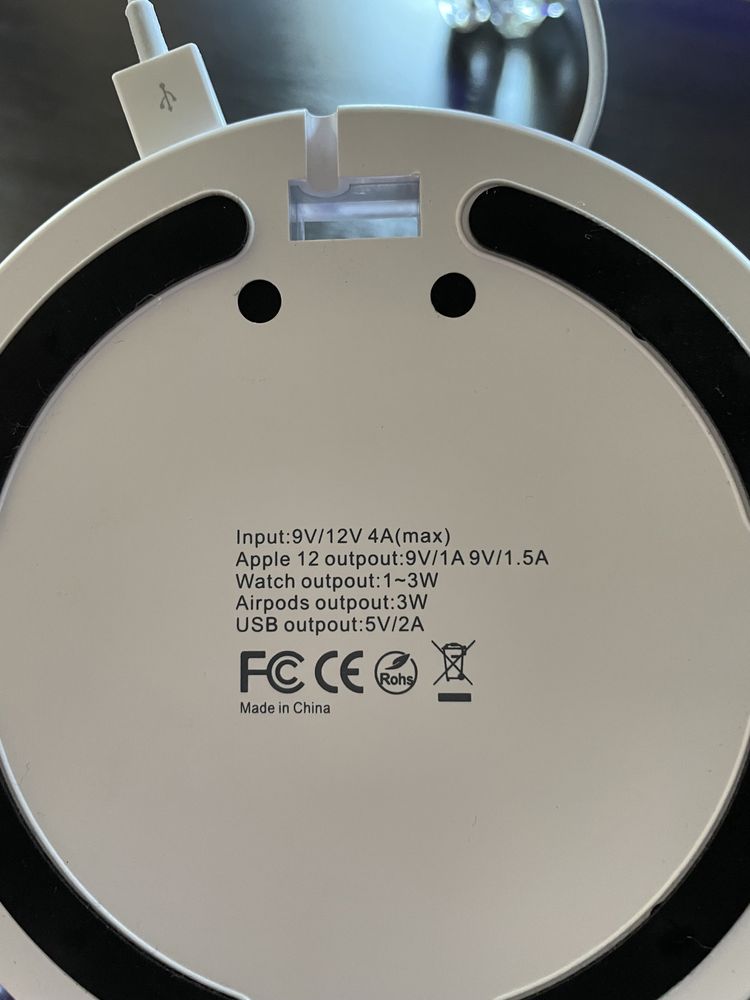 Input:9V/12V 4A(max)
Apple 12 outpout:9V/1A 9V/1.5A
Watch outpout:1~3W
Airpods outpout:3W
USB outpout:5V/2A
FC CE Rohs
Made in China